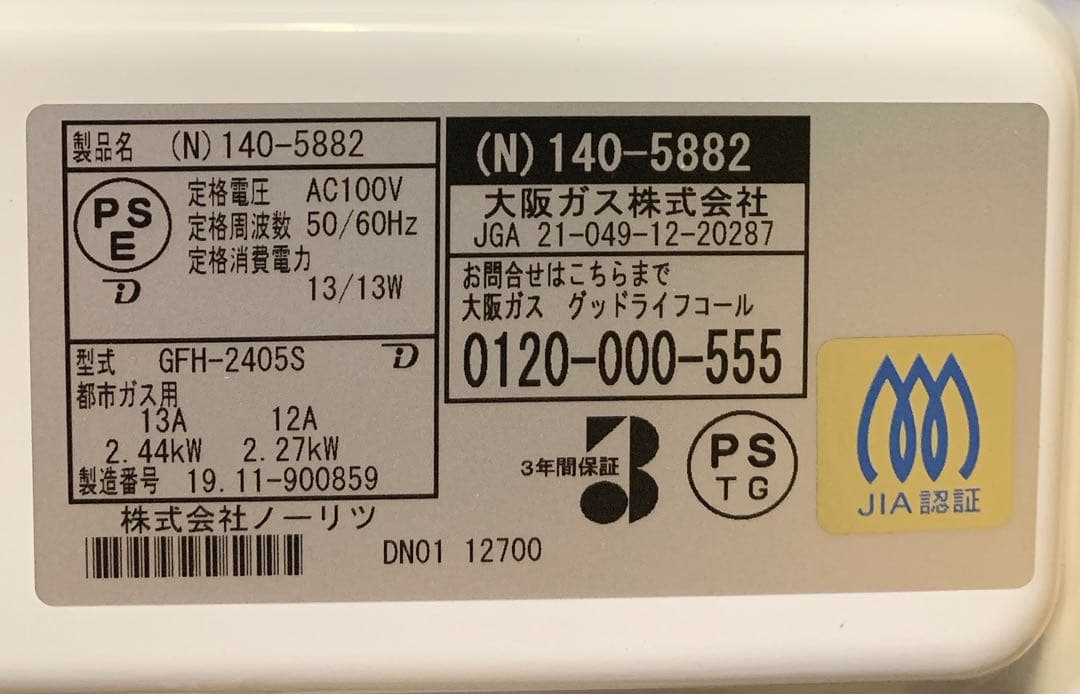 製品名 (N)140-5882
PS
E
定格電圧 AC100V
定格周波数 50/60Hz
定格消費電力
13/13W
型式 GFH-2405S
都市ガス用
13A 12A
2.44kW 2.27kW
製造番号 19.11-900859
株式会社ノーリツ
(N)140-5882
大阪ガス株式会社
JGA 21-049-12-20287
お問合せはこちらまで
大阪ガス グッドライフコール
0120-000-555
3年間保証
3
PS
TG
JIA認証
DN01 12700